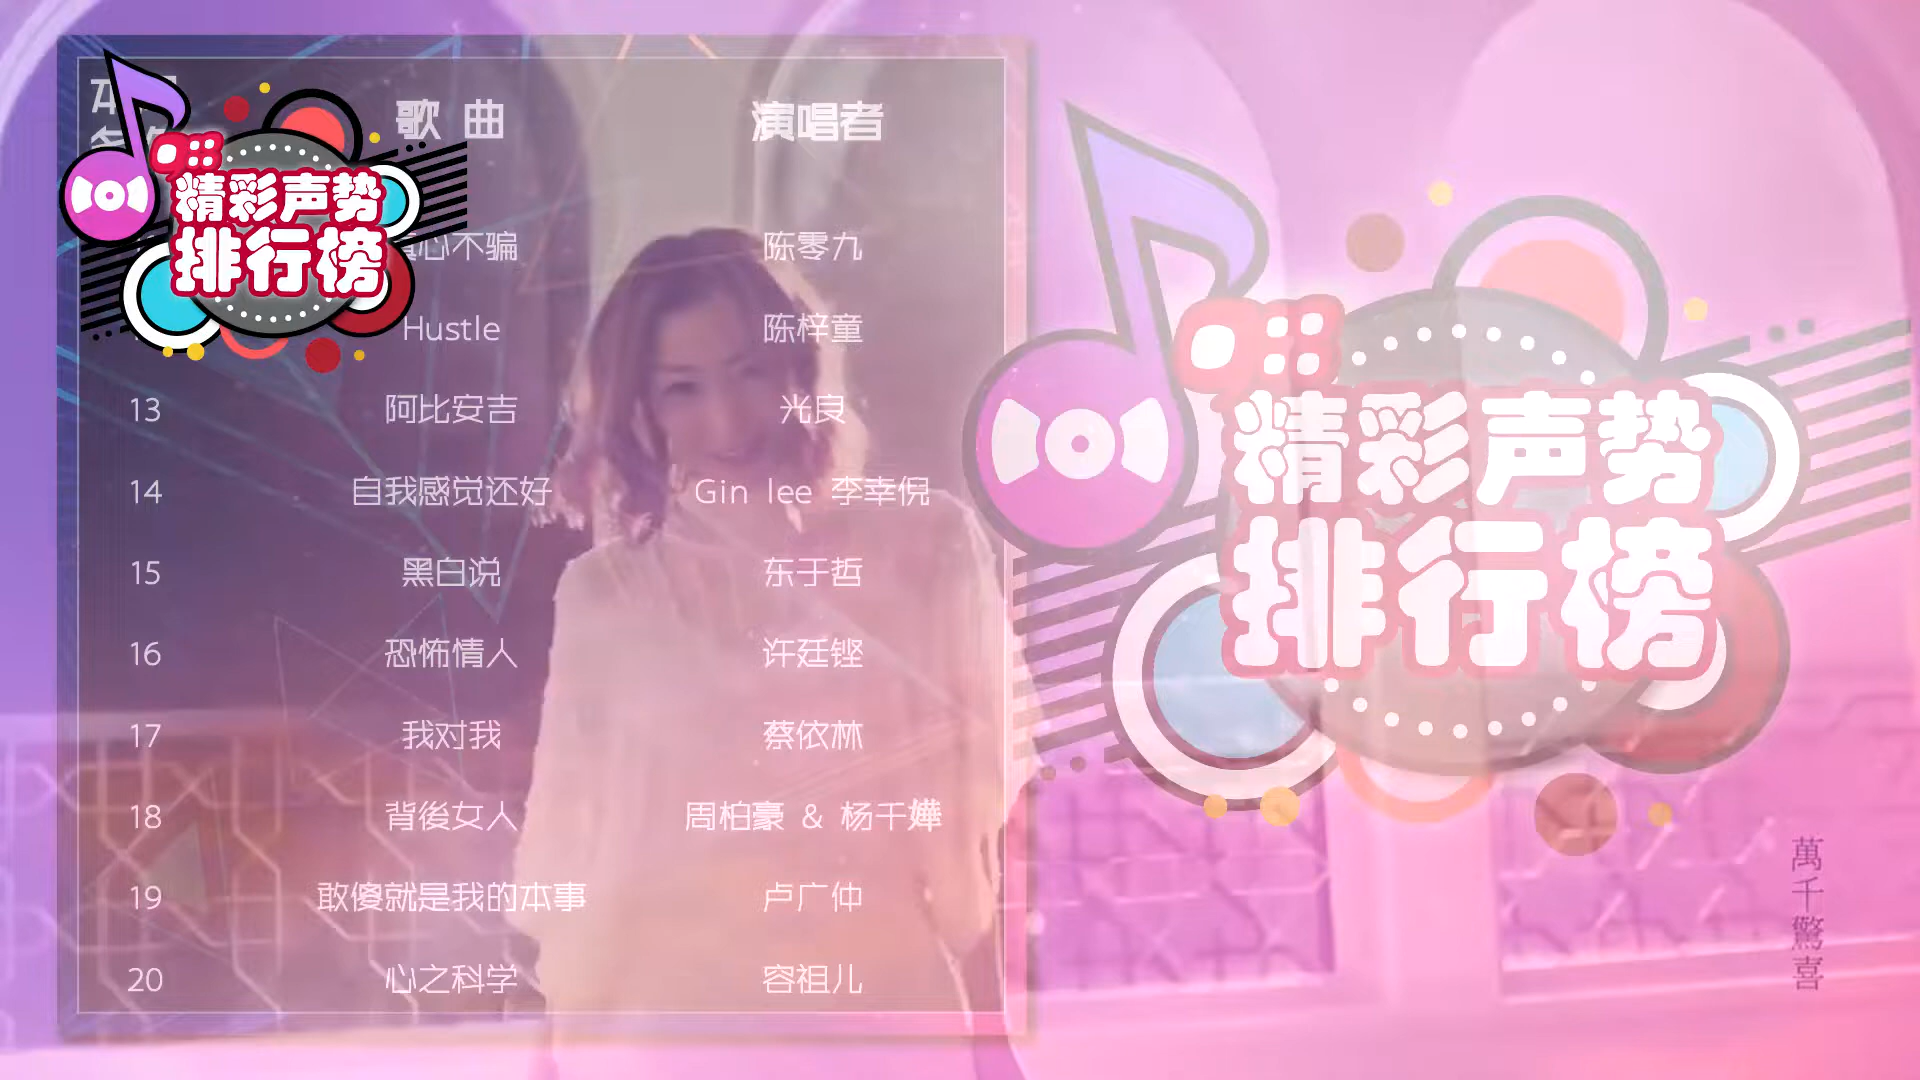 歌 曲 演唱者
心不骗 陈零九
Hustle 陈梓童
13 阿比安吉 光良
14 自我感觉还好 Gin lee 李幸倪
15 黑白说 东于哲
16 恐怖情人 许廷铿
17 我对我 蔡依林
18 背後女人 周柏豪 & 杨千嬅
19 敢傻就是我的本事 卢广仲
20 心之科学 容祖儿
精彩声势
排行榜
精彩声势
排行榜
萬千驚喜